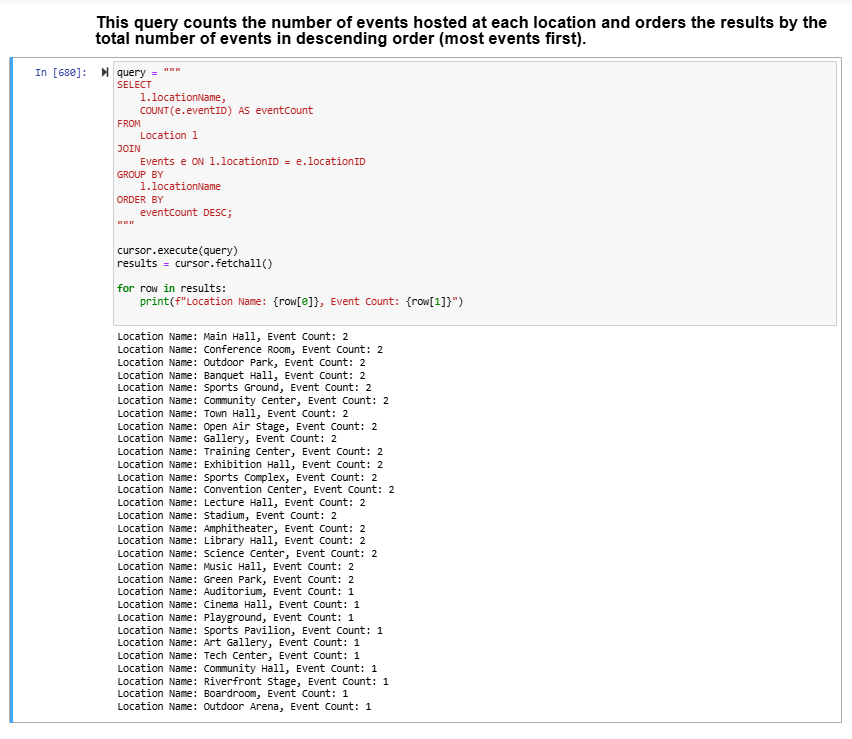 This query counts the number of events hosted at each location and orders the results by the
total number of events in descending order (most events first).
In [680]: query = """
SELECT
l.locationName,
COUNT(e.eventID) AS eventCount
FROM
Location l
JOIN
Events e ON l.locationID = e.locationID
GROUP BY
l.locationName
ORDER BY
eventCount DESC;
"""
cursor.execute(query)
results = cursor.fetchall()
for row in results:
print(f"Location Name: {row[0]}, Event Count: {row[1]}")
Location Name: Main Hall, Event Count: 2
Location Name: Conference Room, Event Count: 2
Location Name: Outdoor Park, Event Count: 2
Location Name: Banquet Hall, Event Count: 2
Location Name: Sports Ground, Event Count: 2
Location Name: Community Center, Event Count: 2
Location Name: Town Hall, Event Count: 2
Location Name: Open Air Stage, Event Count: 2
Location Name: Gallery, Event Count: 2
Location Name: Training Center, Event Count: 2
Location Name: Exhibition Hall, Event Count: 2
Location Name: Sports Complex, Event Count: 2
Location Name: Convention Center, Event Count: 2
Location Name: Lecture Hall, Event Count: 2
Location Name: Stadium, Event Count: 2
Location Name: Amphitheater, Event Count: 2
Location Name: Library Hall, Event Count: 2
Location Name: Science Center, Event Count: 2
Location Name: Music Hall, Event Count: 2
Location Name: Green Park, Event Count: 2
Location Name: Auditorium, Event Count: 1
Location Name: Cinema Hall, Event Count: 1
Location Name: Playground, Event Count: 1
Location Name: Sports Pavilion, Event Count: 1
Location Name: Art Gallery, Event Count: 1
Location Name: Tech Center, Event Count: 1
Location Name: Community Hall, Event Count: 1
Location Name: Riverfront Stage, Event Count: 1
Location Name: Boardroom, Event Count: 1
Location Name: Outdoor Arena, Event Count: 1